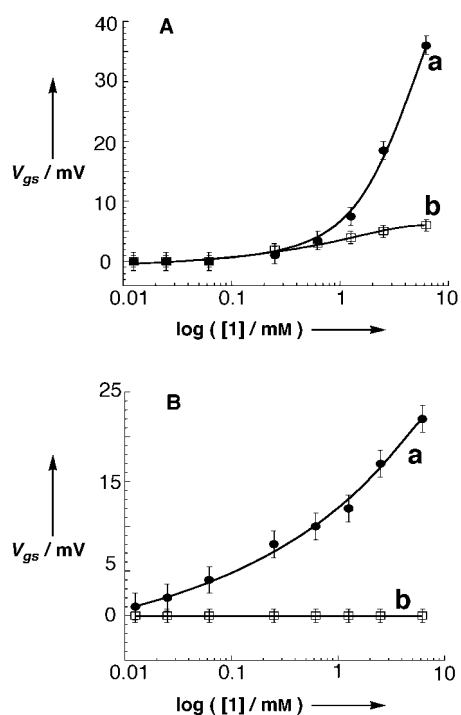 A
40
a
30
20
V_gs / mV
10
b
0
0.01 0.1 1 10
log ( [1] / mM)
B
25
a
15
V_gs / mV
5
b
0
0.01 0.1 1 10
log ( [1] / mM)